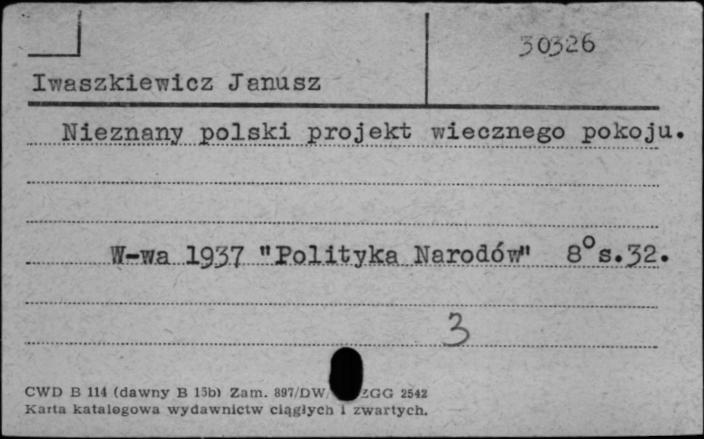 30326
Iwaszkiewicz Janusz
Nieznany polski projekt wiecznego pokoju.
W-wa 1937 "Polityka Narodów" 8° s.32.
3
CWD B 114 (dawny B 15b) Zam. 897/DW/ ZGG 2542
Karta katalogowa wydawnictw ciągłych i zwartych.